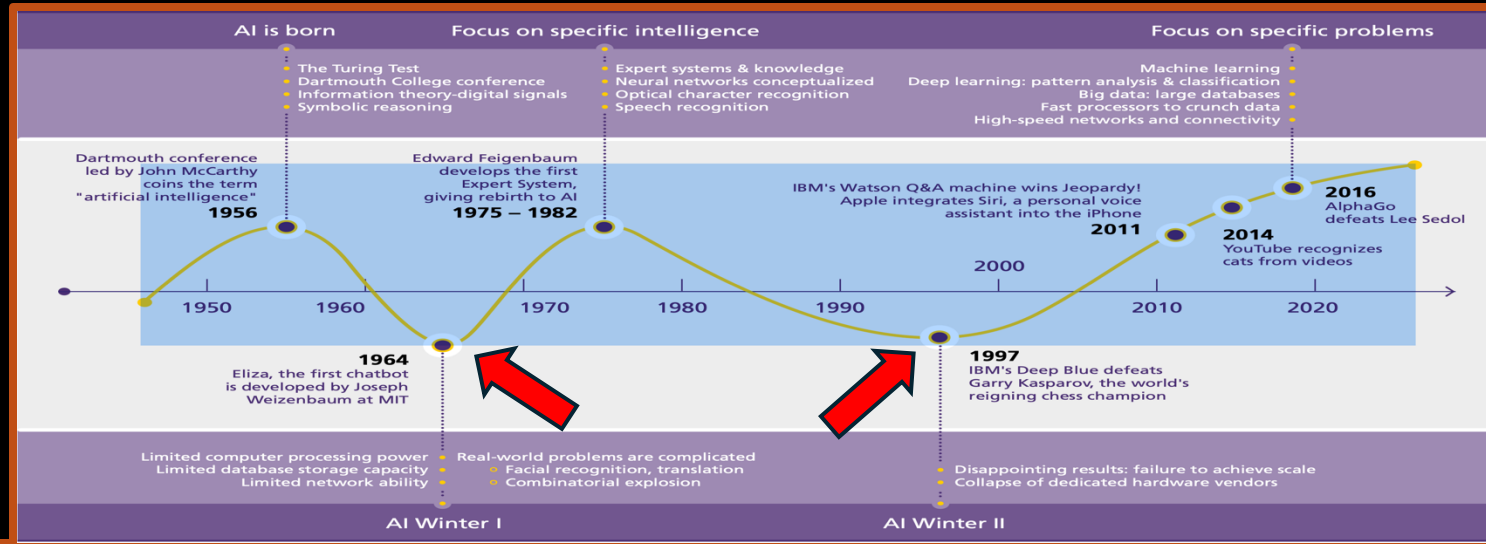 AI is born
Focus on specific intelligence
Focus on specific problems
The Turing Test
Dartmouth College conference
Information theory-digital signals
Symbolic reasoning
Expert systems & knowledge
Neural networks conceptualized
Optical character recognition
Speech recognition
Machine learning
Deep learning: pattern analysis & classification
Big data: large databases
Fast processors to crunch data
High-speed networks and connectivity
Dartmouth conference
led by John McCarthy
coins the term
"artificial intelligence"
1956
Edward Feigenbaum
develops the first
Expert System,
giving rebirth to AI
1975 – 1982
IBM's Watson Q&A machine wins Jeopardy!
Apple integrates Siri, a personal voice
assistant into the iPhone
2011
2014
YouTube recognizes
cats from videos
2016
AlphaGo
defeats Lee Sedol
1950
1960
1970
1980
1990
2000
2010
2020
1964
Eliza, the first chatbot
is developed by Joseph
Weizenbaum at MIT
1997
IBM's Deep Blue defeats
Garry Kasparov, the world's
reigning chess champion
Limited computer processing power
Limited database storage capacity
Limited network ability
Real-world problems are complicated
Facial recognition, translation
Combinatorial explosion
Disappointing results: failure to achieve scale
Collapse of dedicated hardware vendors
AI Winter I
AI Winter II